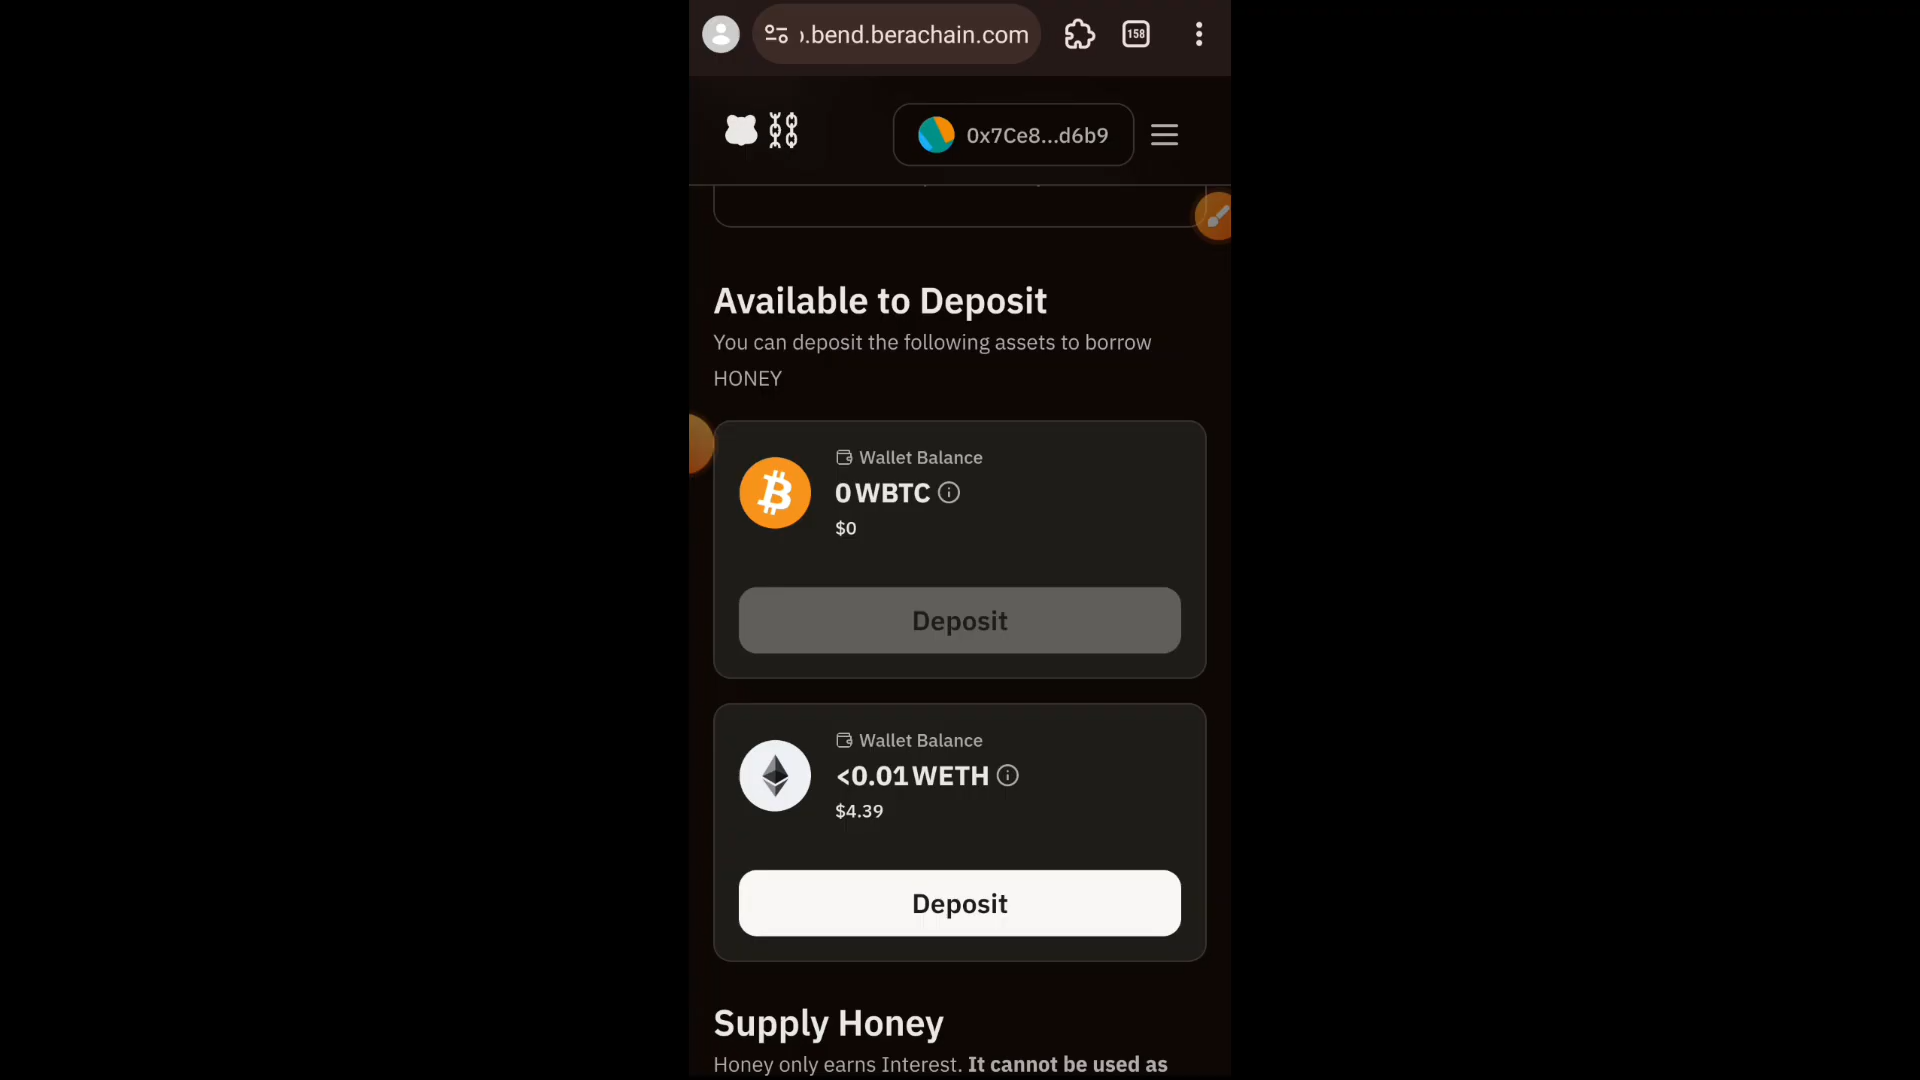 .bend.berachain.com
158
0x7Ce8...d6b9
Available to Deposit
You can deposit the following assets to borrow
HONEY
Wallet Balance
0 WBTC
$0
Deposit
Wallet Balance
<0.01 WETH
$4.39
Deposit
Supply Honey
Honey only earns Interest. It cannot be used as